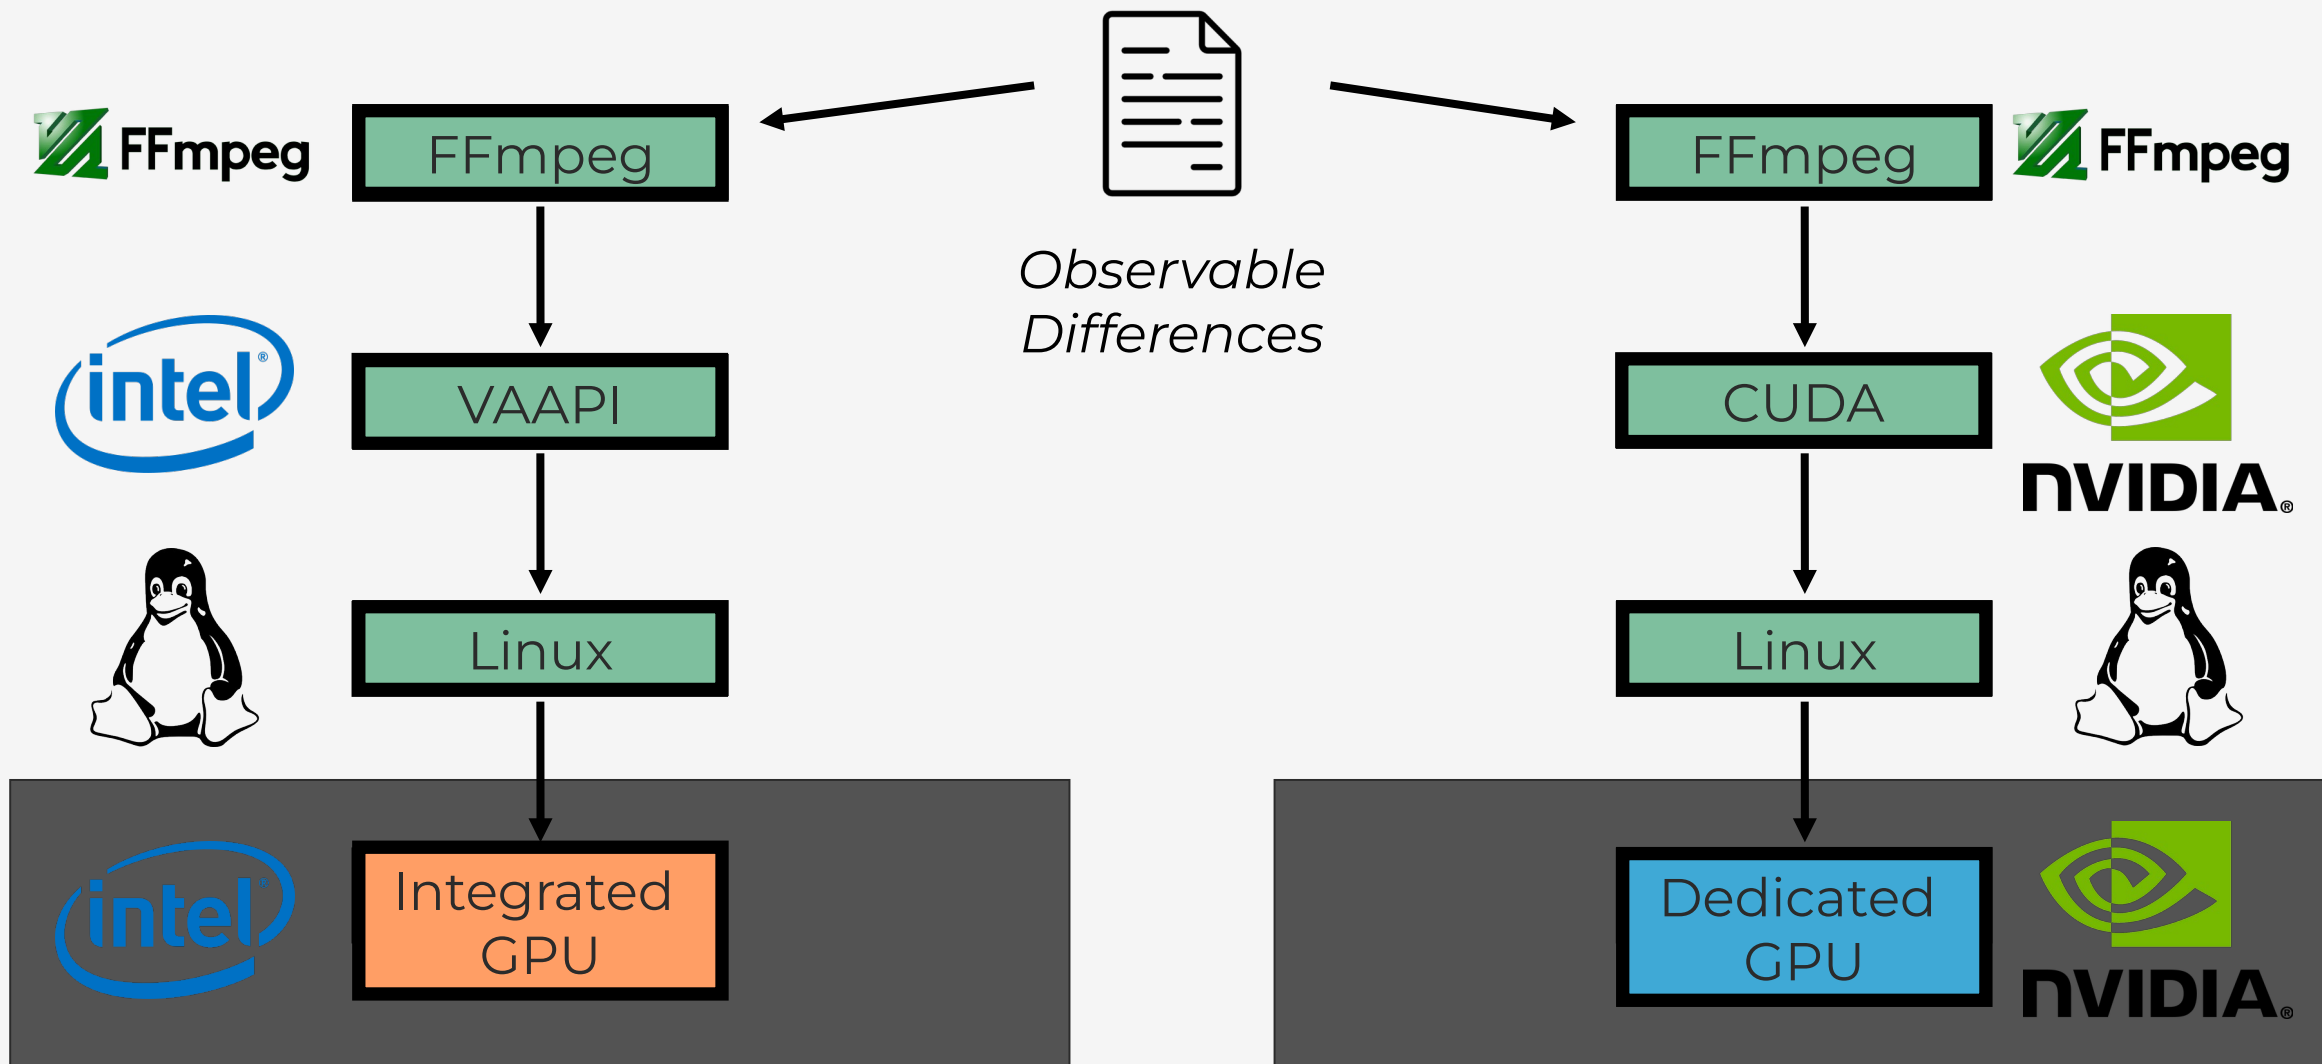 FFmpeg
FFmpeg
FFmpeg
FFmpeg
Observable
Differences
intel®
VAAPI
CUDA
NVIDIA®
Linux
Linux
intel®
Integrated
GPU
Dedicated
GPU
NVIDIA®